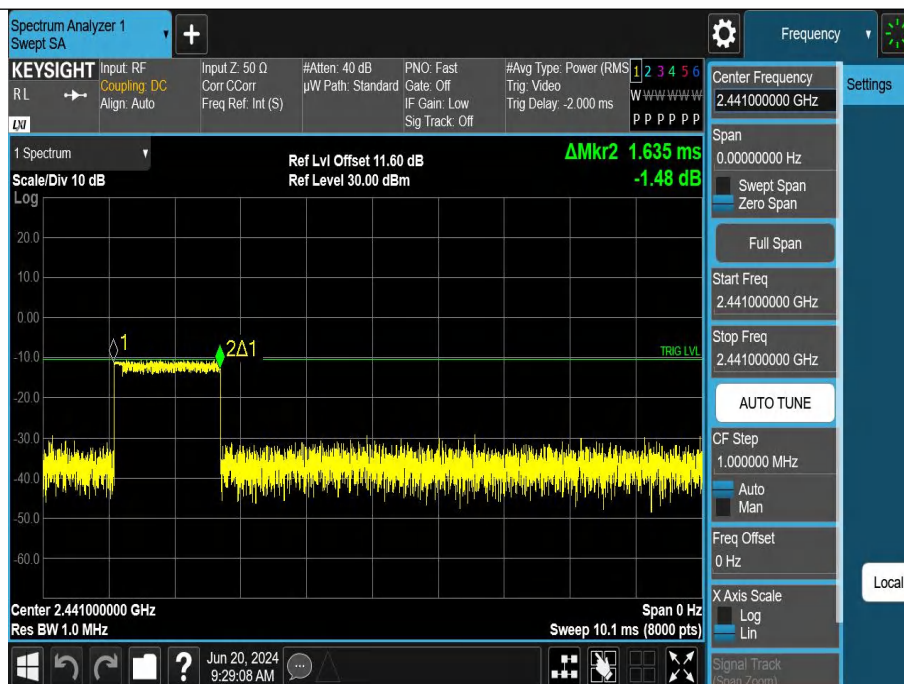 Spectrum Analyzer 1
Swept SA
Frequency
KEYSIGHT
RL
LXI
Input: RF
Coupling: DC
Align: Auto
Input Z: 50 Ω
Corr CCorr
Freq Ref: Int (S)
#Atten: 40 dB
µW Path: Standard
PNO: Fast
Gate: Off
IF Gain: Low
Sig Track: Off
#Avg Type: Power (RMS
Trig: Video
Trig Delay: -2.000 ms
1 2 3 4 5 6
W W W W W W
P P P P P P
1 Spectrum
Scale/Div 10 dB
Log
Ref Lvl Offset 11.60 dB
Ref Level 30.00 dBm
ΔMkr2 1.635 ms
-1.48 dB
20.0
10.0
0.00
-10.0
-20.0
-30.0
-40.0
-50.0
-60.0
1
2Δ1
TRIG LVL
Center 2.441000000 GHz
Res BW 1.0 MHz
Span 0 Hz
Sweep 10.1 ms (8000 pts)
Jun 20, 2024
9:29:08 AM
Center Frequency
2.441000000 GHz
Span
0.00000000 Hz
Swept Span
Zero Span
Full Span
Start Freq
2.441000000 GHz
Stop Freq
2.441000000 GHz
AUTO TUNE
CF Step
1.000000 MHz
Auto
Man
Freq Offset
0 Hz
X Axis Scale
Log
Lin
Signal Track
(Span Zoom)
Settings
Local